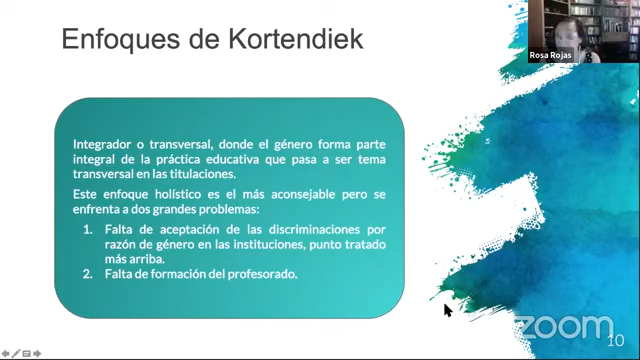 Enfoques de Kortendiek
Rosa Rojas
Integrador o transversal, donde el género forma parte
integral de la práctica educativa que pasa a ser tema
transversal en las titulaciones.
Este enfoque holístico es el más aconsejable pero se
enfrenta a dos grandes problemas:
1. Falta de aceptación de las discriminaciones por
razón de género en las instituciones, punto tratado
más arriba.
2. Falta de formación del profesorado.
zoom
10